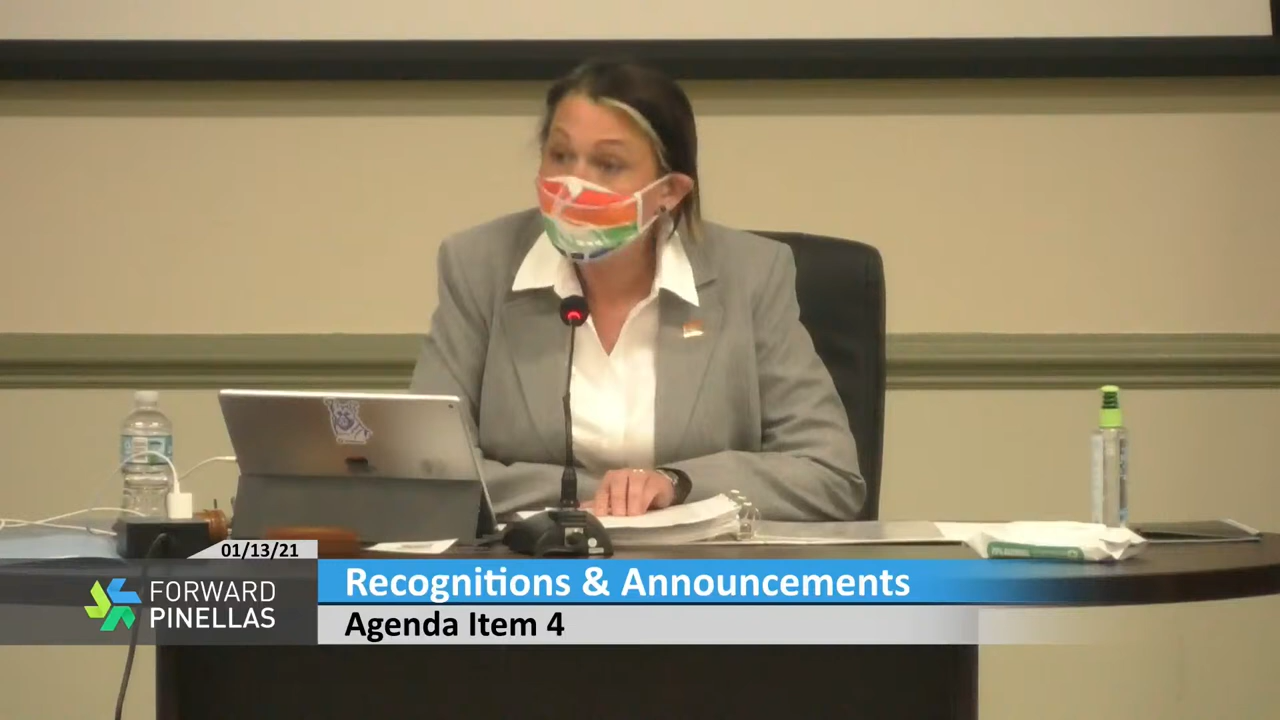 01/13/21
FORWARD
PINELLAS
Recognitions & Announcements
Agenda Item 4